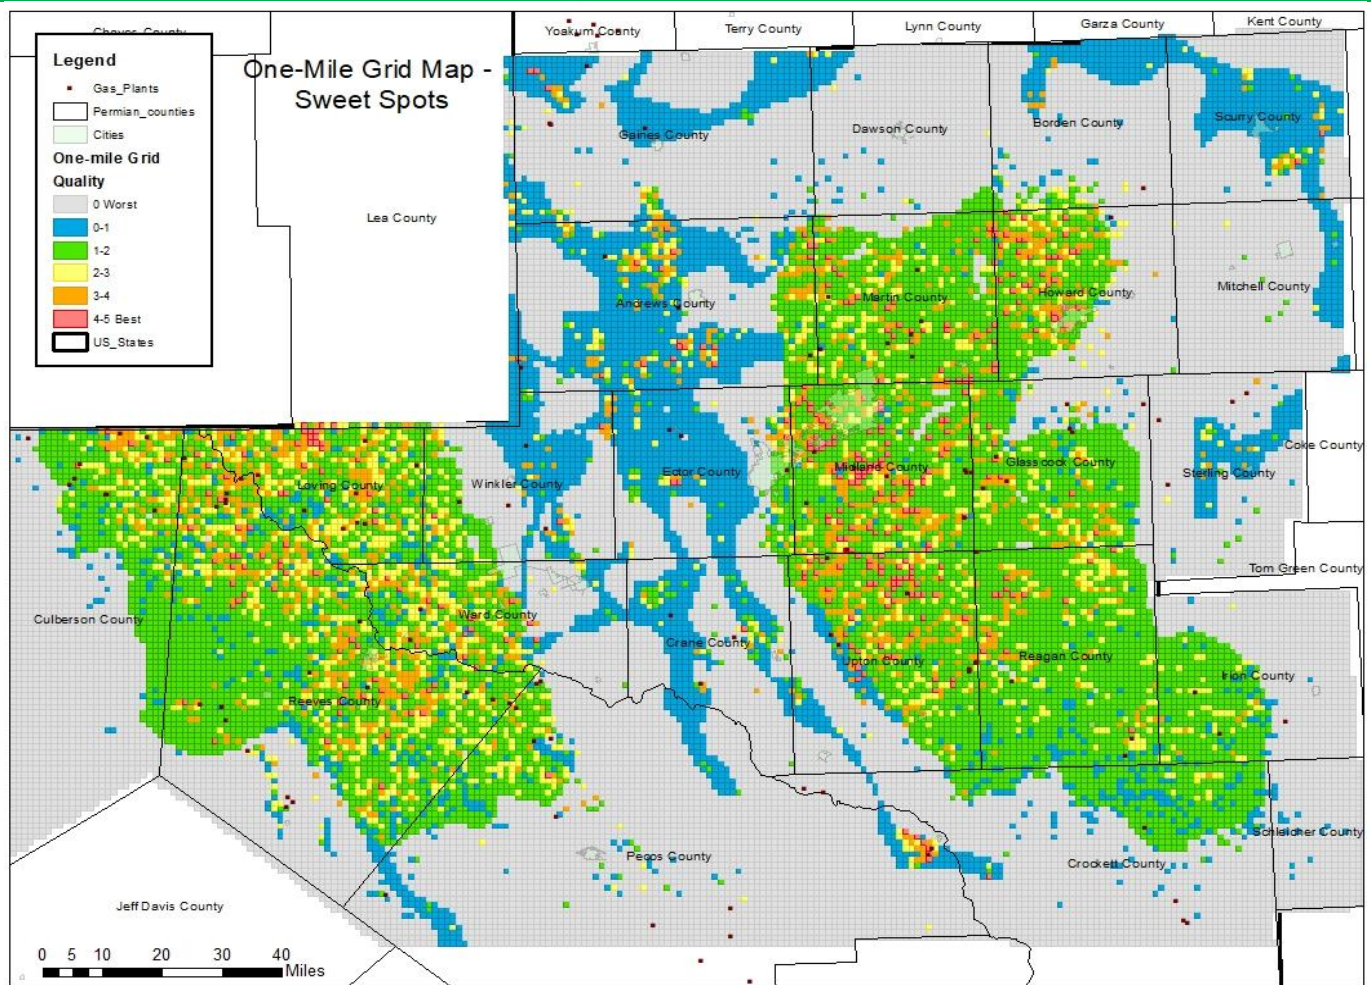 Yoakum County
Terry County
Lynn County
Garza County
Kent County
Chaves County
Legend
Gas_Plants
Permian_counties
Cities
One-mile Grid
Quality
0 Worst
0-1
1-2
2-3
3-4
4-5 Best
US_States
One-Mile Grid Map -
Sweet Spots
Gaines County
Dawson County
Borden County
Scurry County
Lea County
Andrews County
Martin County
Howard County
Mitchell County
Loving County
Winkler County
Ector County
Midland County
Glasscock County
Sterling County
Coke County
Tom Green County
Culberson County
Ward County
Crane County
Upton County
Reagan County
Irion County
Reeves County
Pecos County
Crockett County
Schleicher County
Jeff Davis County
0 5 10 20 30 40
Miles